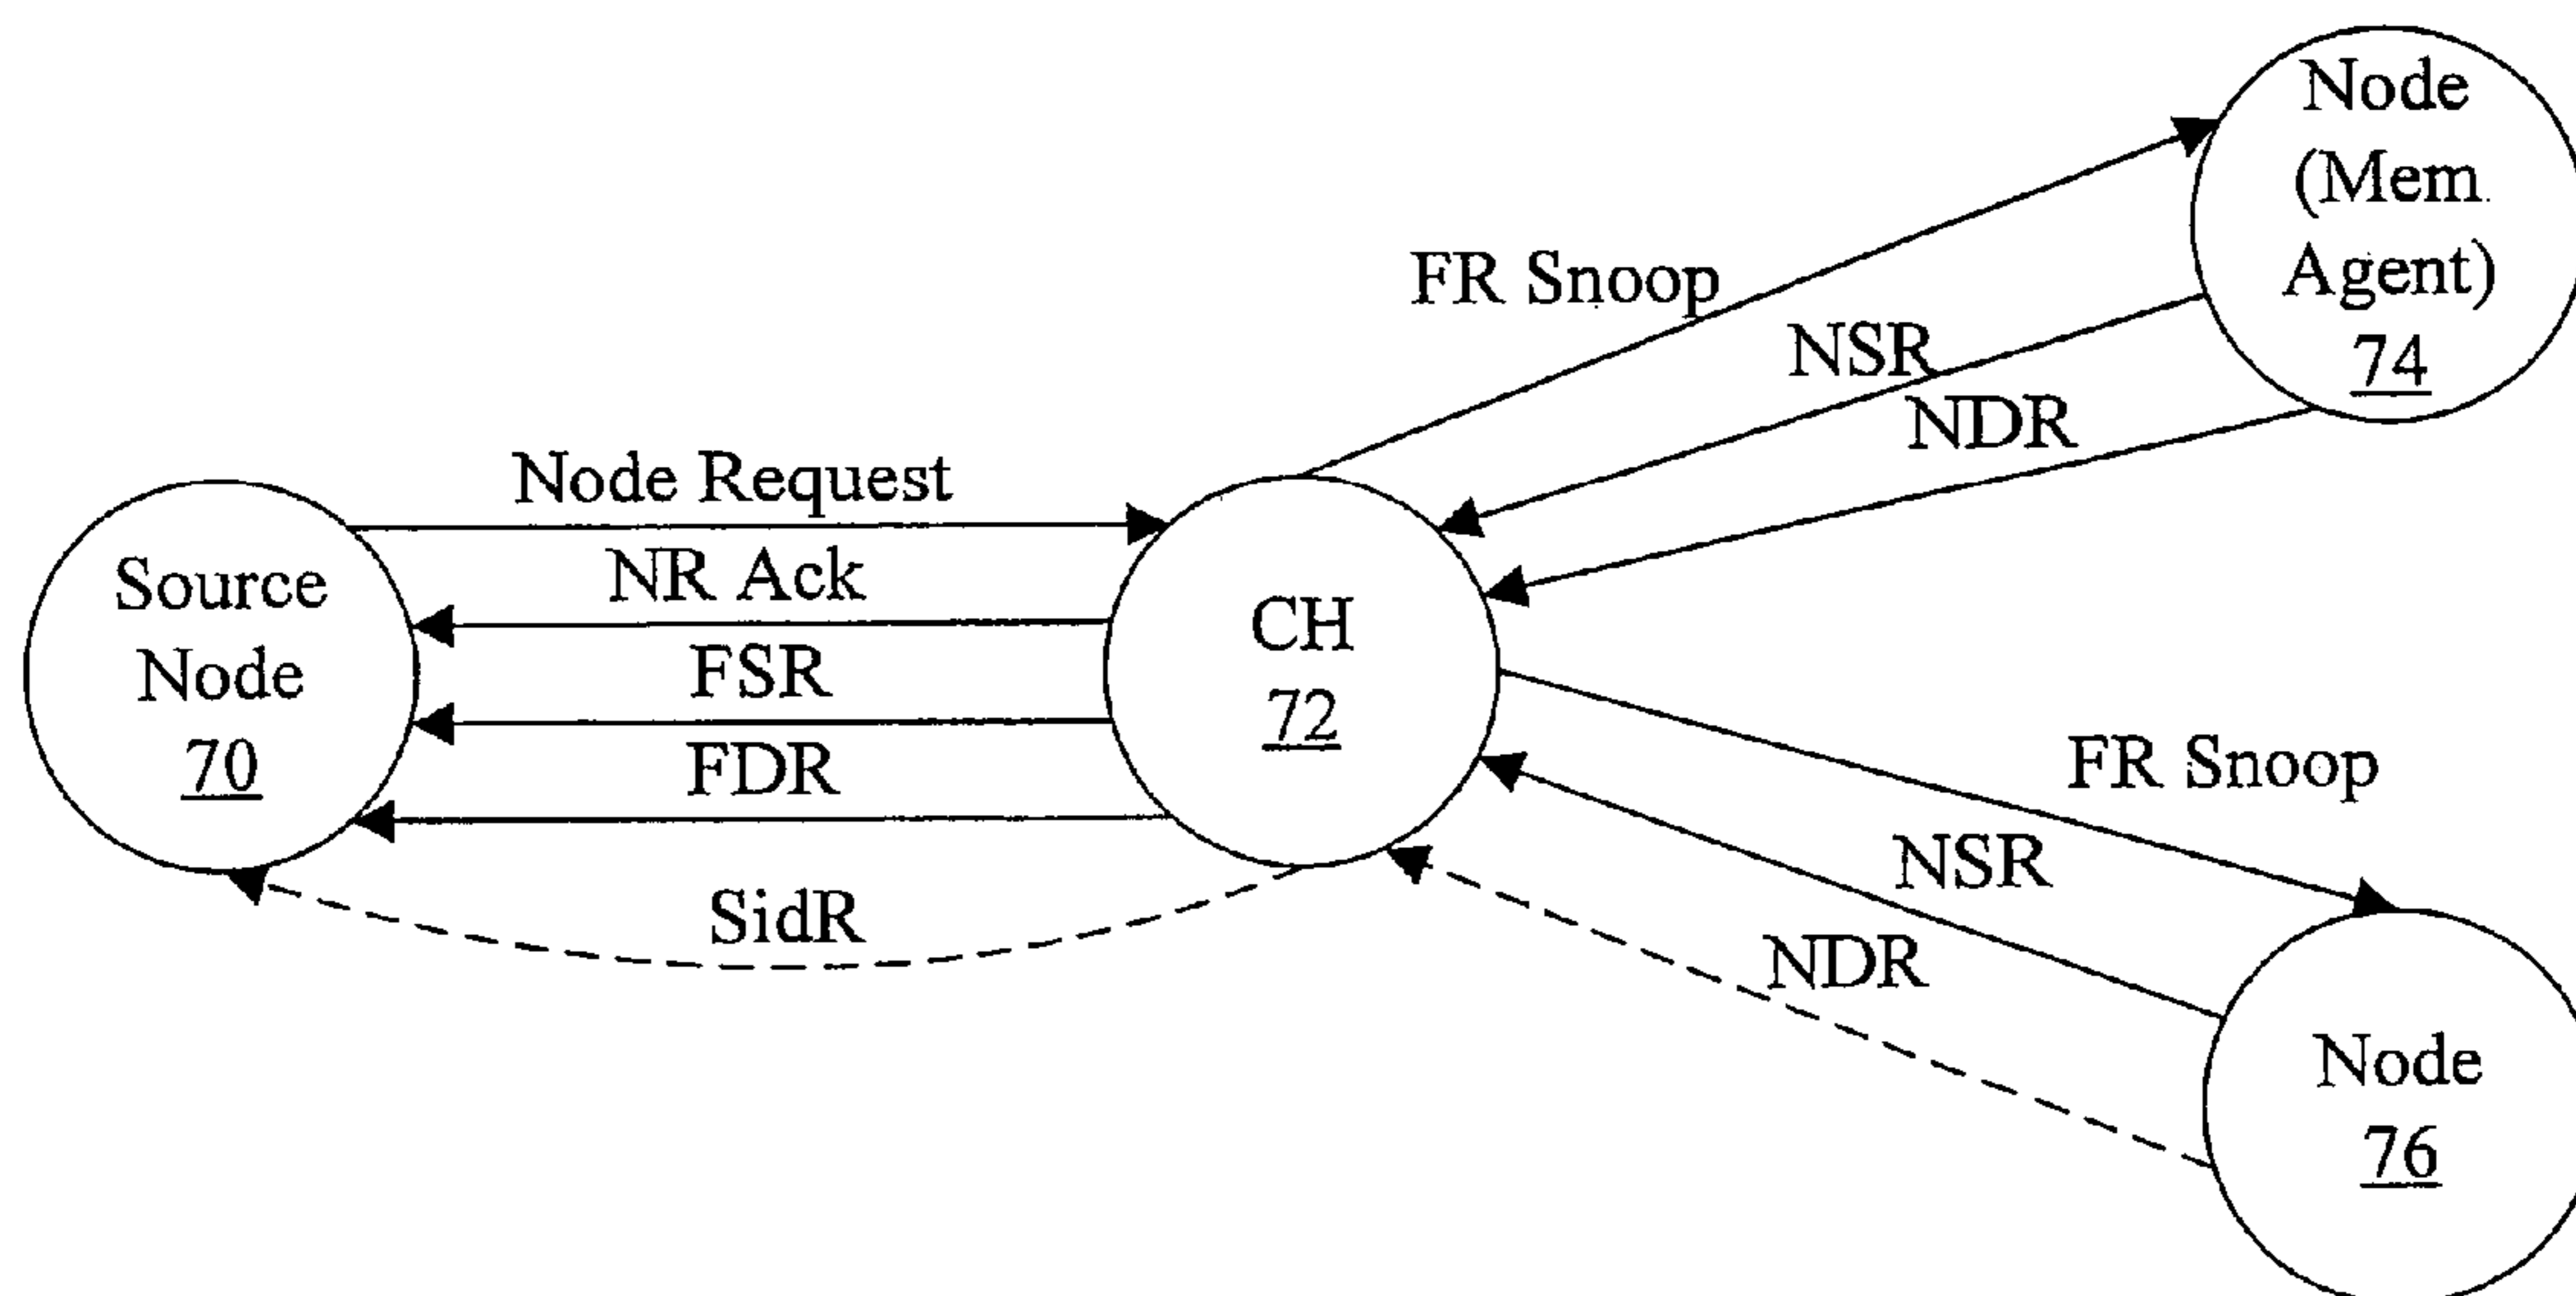 Node
(Mem.
Agent)
74
FR Snoop
NSR
NDR
Node Request
NR Ack
FSR
FDR
SidR
Source
Node
70
CH
72
FR Snoop
NSR
NDR
Node
76